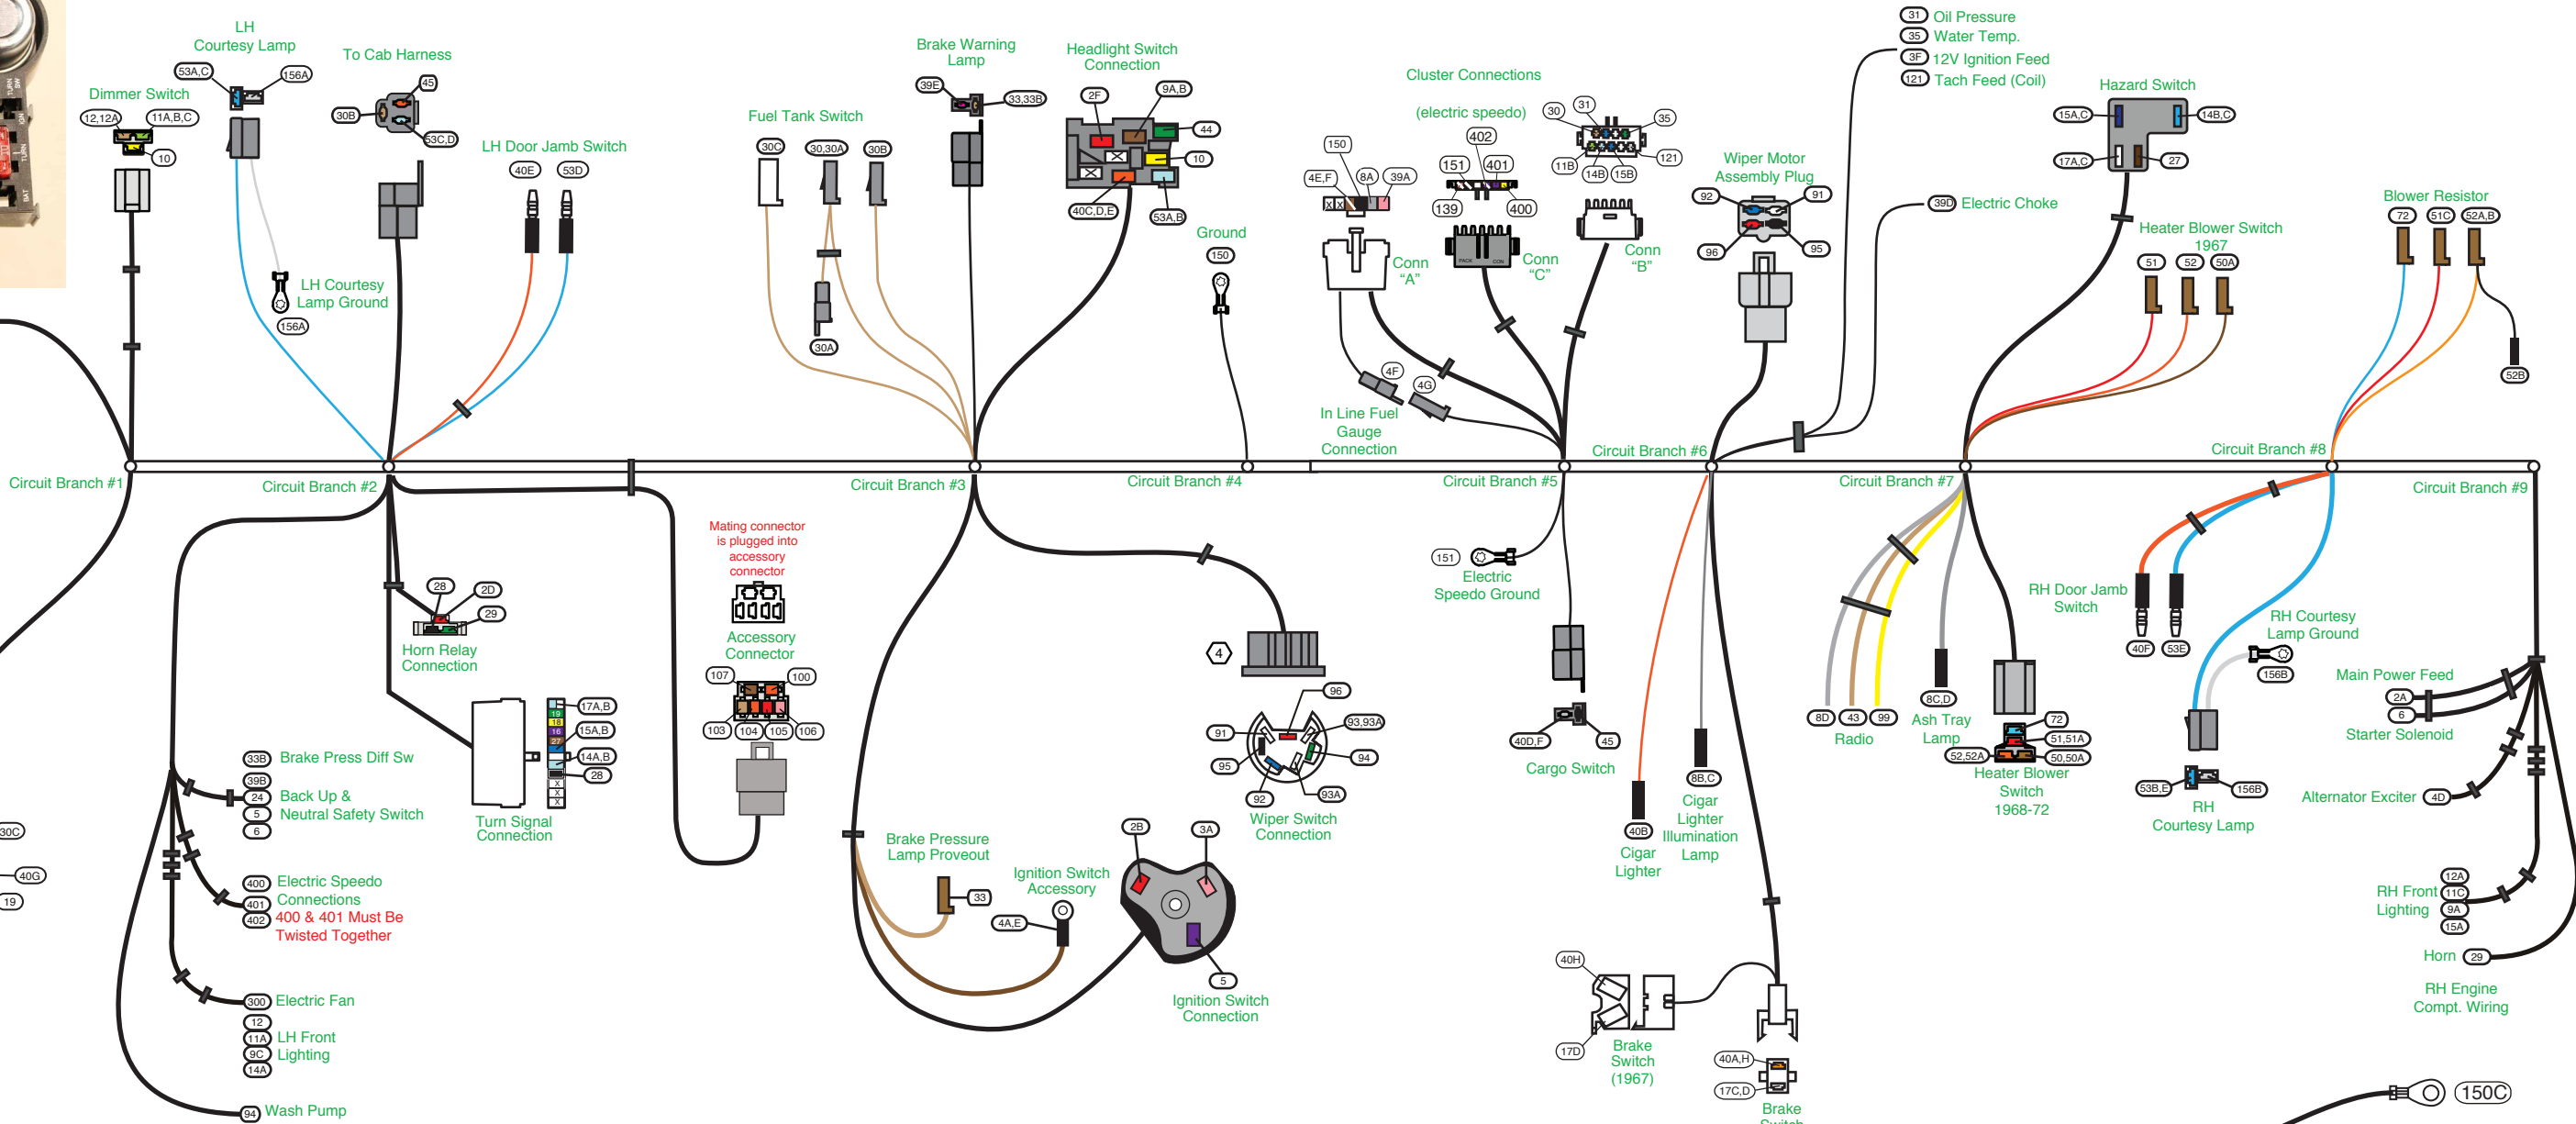 LH
Courtesy Lamp
53A,C
156A
Dimmer Switch
12,12A
11A,B,C
10
To Cab Harness
45
30B
53C,D
LH Door Jamb Switch
40E
53D
LH Courtesy
Lamp Ground
156A
Fuel Tank Switch
30C
30,30A
30B
30A
Brake Warning
Lamp
39E
33,33B
Headlight Switch
Connection
2F
9A,B
44
10
40C,D,E
53A,B
Ground
150
Cluster Connections
(electric speedo)
150
4E,F
8A
39A
X X
Conn
"A"
402
151
401
139
400
PACK
CON
Conn
"C"
30
31
35
11B
14B
15B
121
Conn
"B"
4F
4G
In Line Fuel
Gauge
Connection
Wiper Motor
Assembly Plug
92
91
96
95
31 Oil Pressure
35 Water Temp.
3F 12V Ignition Feed
121 Tach Feed (Coil)
39D Electric Choke
Hazard Switch
15A,C
14B,C
17A,C
27
Heater Blower Switch
1967
51
52
50A
Blower Resistor
72
51C
52A,B
52B
Circuit Branch #1
Circuit Branch #2
Circuit Branch #3
Circuit Branch #4
Circuit Branch #5
Circuit Branch #6
Circuit Branch #7
Circuit Branch #8
Circuit Branch #9
30C
40G
19
28
2D
29
Horn Relay
Connection
17A,B
19
18
15A,B
16
27
14A,B
28
X
X
X
Turn Signal
Connection
33B Brake Press Diff Sw
39B
24 Back Up &
5 Neutral Safety Switch
6
400 Electric Speedo
401 Connections
402 400 & 401 Must Be
Twisted Together
300 Electric Fan
12
11A LH Front
9C Lighting
14A
94 Wash Pump
Mating connector
is plugged into
accessory
connector
Accessory
Connector
107
100
103
104
105
106
Brake Pressure
Lamp Proveout
33
Ignition Switch
Accessory
4A,E
2B
3A
5
Ignition Switch
Connection
4
96
91
93,93A
95
94
92
93A
Wiper Switch
Connection
151
Electric
Speedo Ground
40D,F
45
Cargo Switch
40B
Cigar
Lighter
8B,C
Cigar
Lighter
Illumination
Lamp
40H
17D
Brake
Switch
(1967)
40A,H
17C,D
Brake
Switch
8D
43
99
Radio
8C,D
Ash Tray
Lamp
72
51,51A
52,52A
50,50A
Heater Blower
Switch
1968-72
RH Door Jamb
Switch
40F
53E
RH Courtesy
Lamp Ground
156B
53B,E
156B
RH
Courtesy Lamp
Main Power Feed
2A
6
Starter Solenoid
Alternator Exciter 4D
12A
RH Front 11C
Lighting 9A
15A
Horn 29
RH Engine
Compt. Wiring
150C